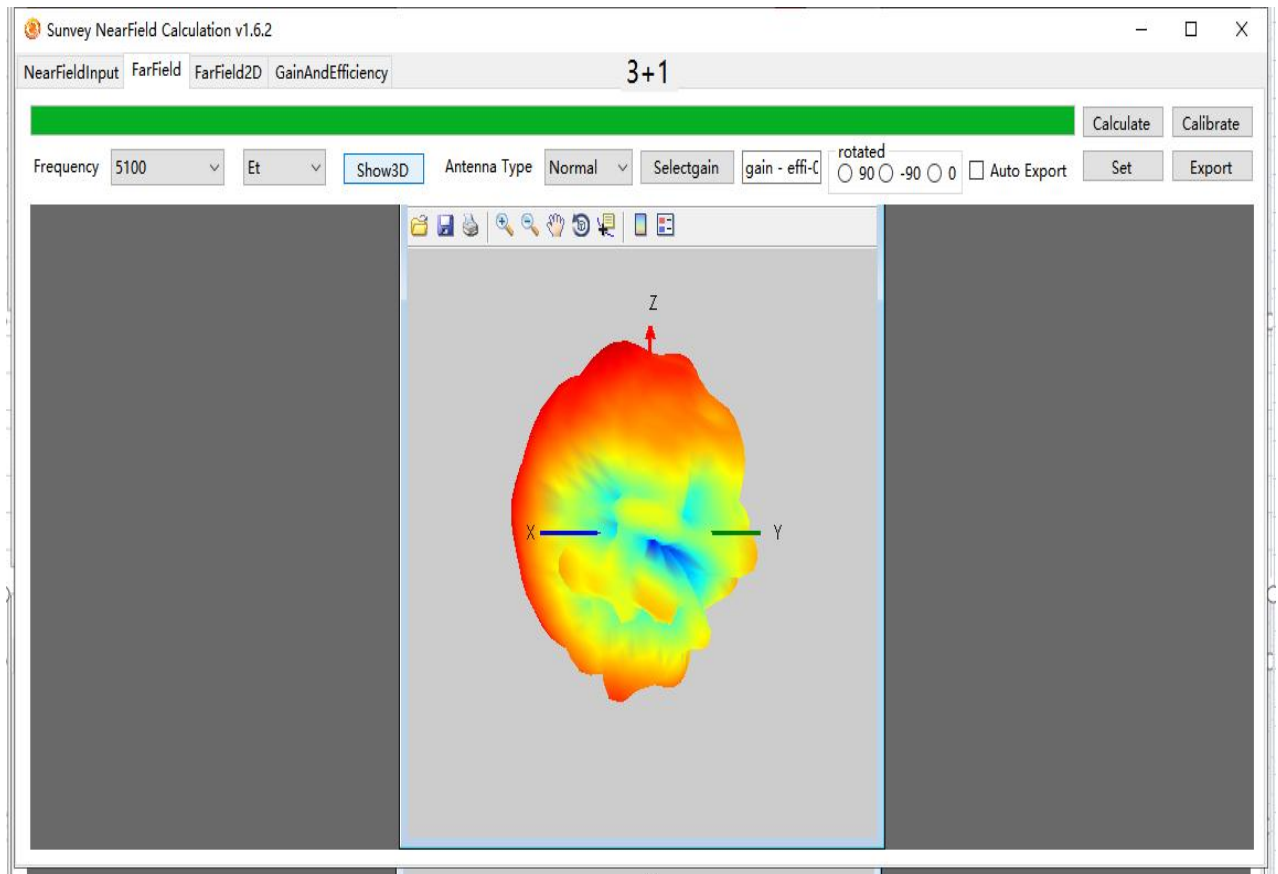 Sunvey NearField Calculation v1.6.2
NearFieldInput FarField FarField2D GainAndEfficiency 3+1
Calculate Calibrate
Frequency 5100 Et Show3D Antenna Type Normal Selectgain gain - effi-C rotated 90 -90 0 Auto Export Set Export
Z
X Y